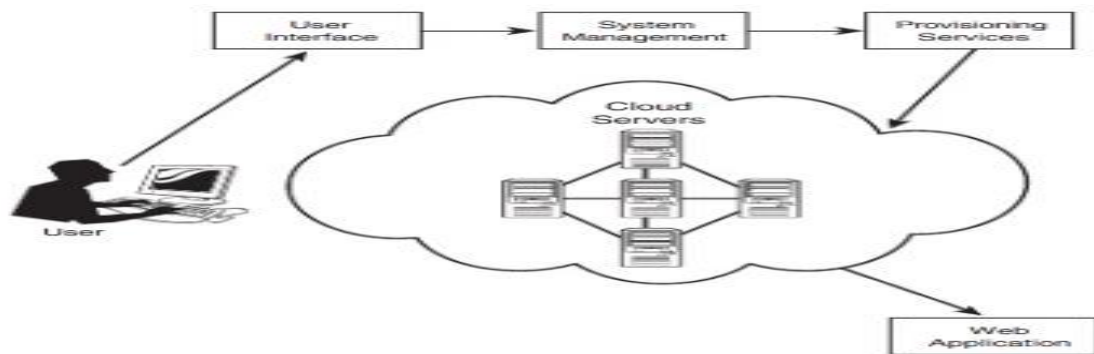 User
Interface
System
Management
Provisioning
Services
Cloud
Servers
User
Web
Application